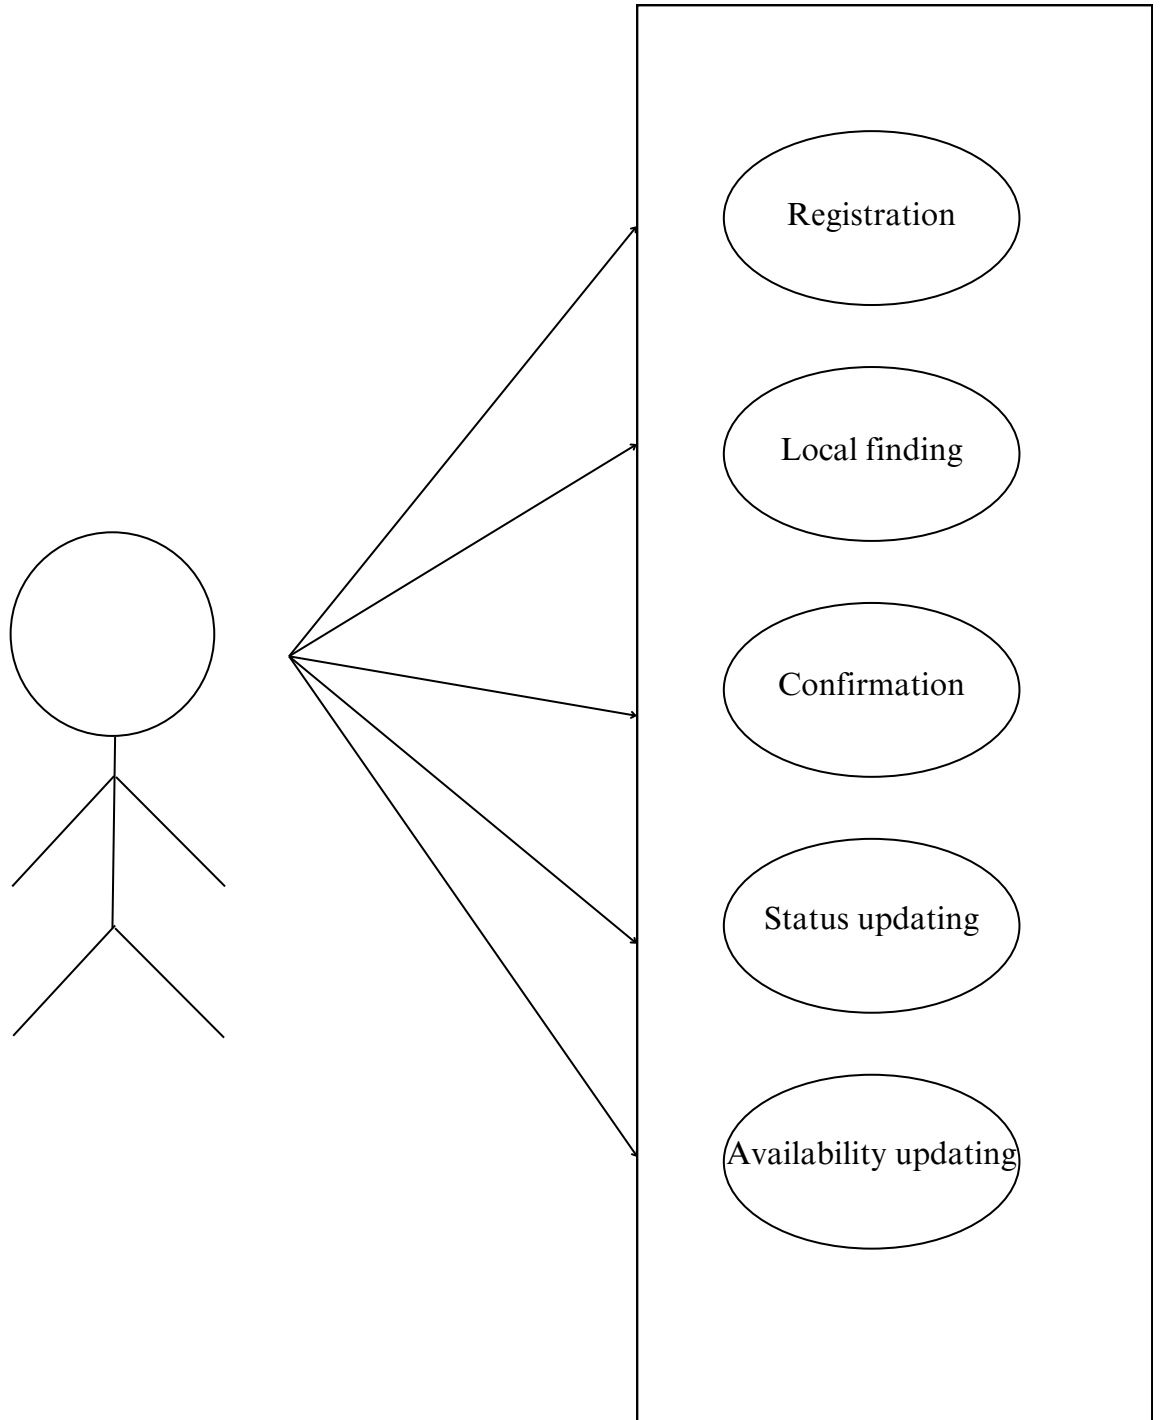 Registration
Local finding
Confirmation
Status updating
Availability updating